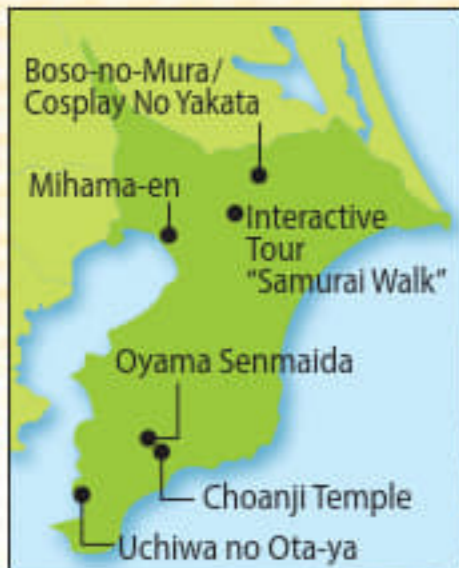 Boso-no-Mura/
Cosplay No Yakata
Mihama-en
Interactive
Tour
"Samurai Walk"
Oyama Senmaida
Choanji Temple
Uchiwa no Ota-ya